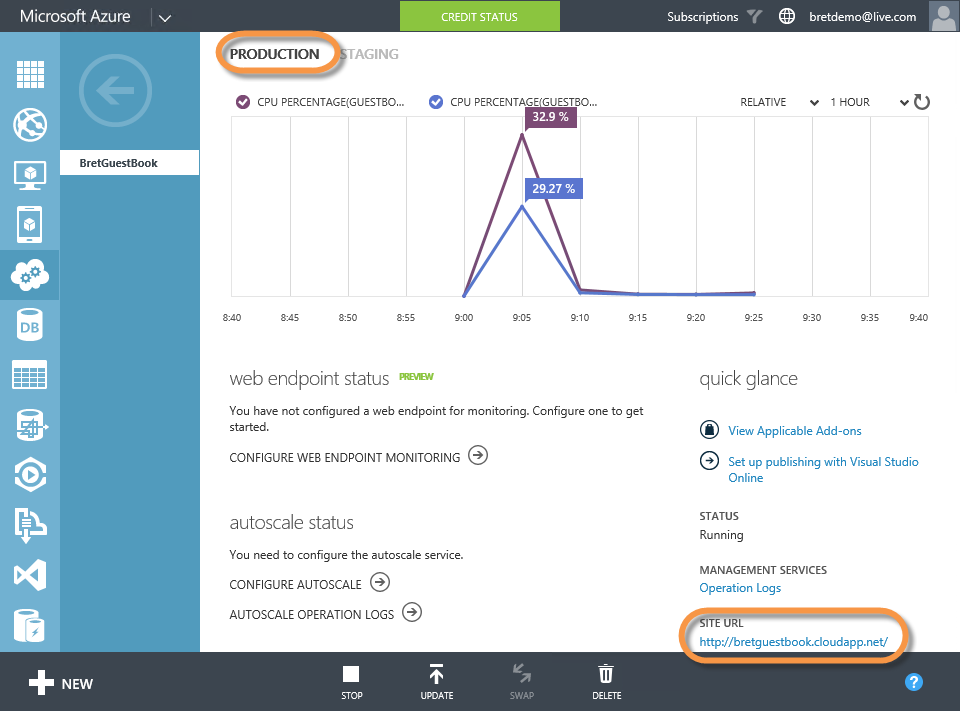 Microsoft Azure
CREDIT STATUS
Subscriptions
bretdemo@live.com
PRODUCTION STAGING
BretGuestBook
CPU PERCENTAGE(GUESTBO...
CPU PERCENTAGE(GUESTBO...
RELATIVE
1 HOUR
32.9 %
29.27 %
8:40 8:45 8:50 8:55 9:00 9:05 9:10 9:15 9:20 9:25 9:30 9:35 9:40
web endpoint status PREVIEW
You have not configured a web endpoint for monitoring. Configure one to get
started.
CONFIGURE WEB ENDPOINT MONITORING
autoscale status
You need to configure the autoscale service.
CONFIGURE AUTOSCALE
AUTOSCALE OPERATION LOGS
quick glance
View Applicable Add-ons
Set up publishing with Visual Studio
Online
STATUS
Running
MANAGEMENT SERVICES
Operation Logs
SITE URL
http://bretguestbook.cloudapp.net/
DB
NEW
STOP
UPDATE
SWAP
DELETE
?